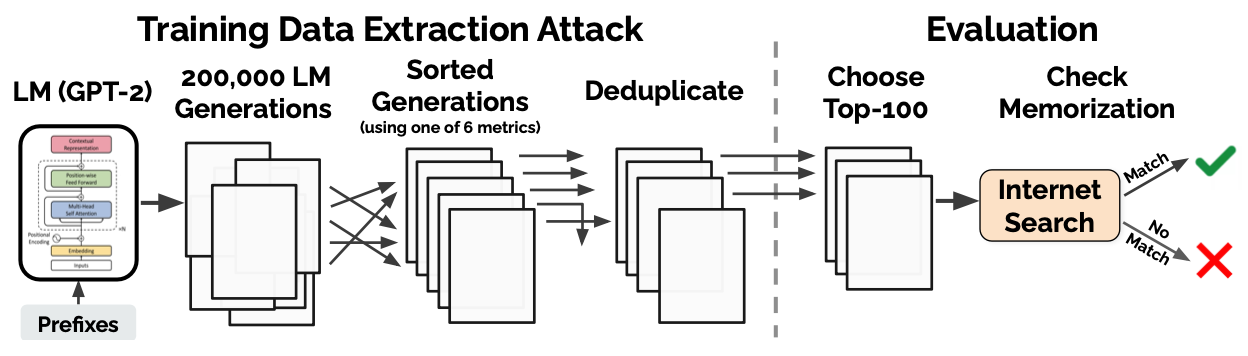 Training Data Extraction Attack
Evaluation
LM (GPT-2)
200,000 LM
Generations
Sorted
Generations
(using one of 6 metrics)
Deduplicate
Choose
Top-100
Check
Memorization
Contextual
Representation
Position-wise
Feed Forward
Multi-Head
Self Attention
×N
Positional
Encoding
Embedding
Inputs
Prefixes
Internet
Search
Match
No
Match